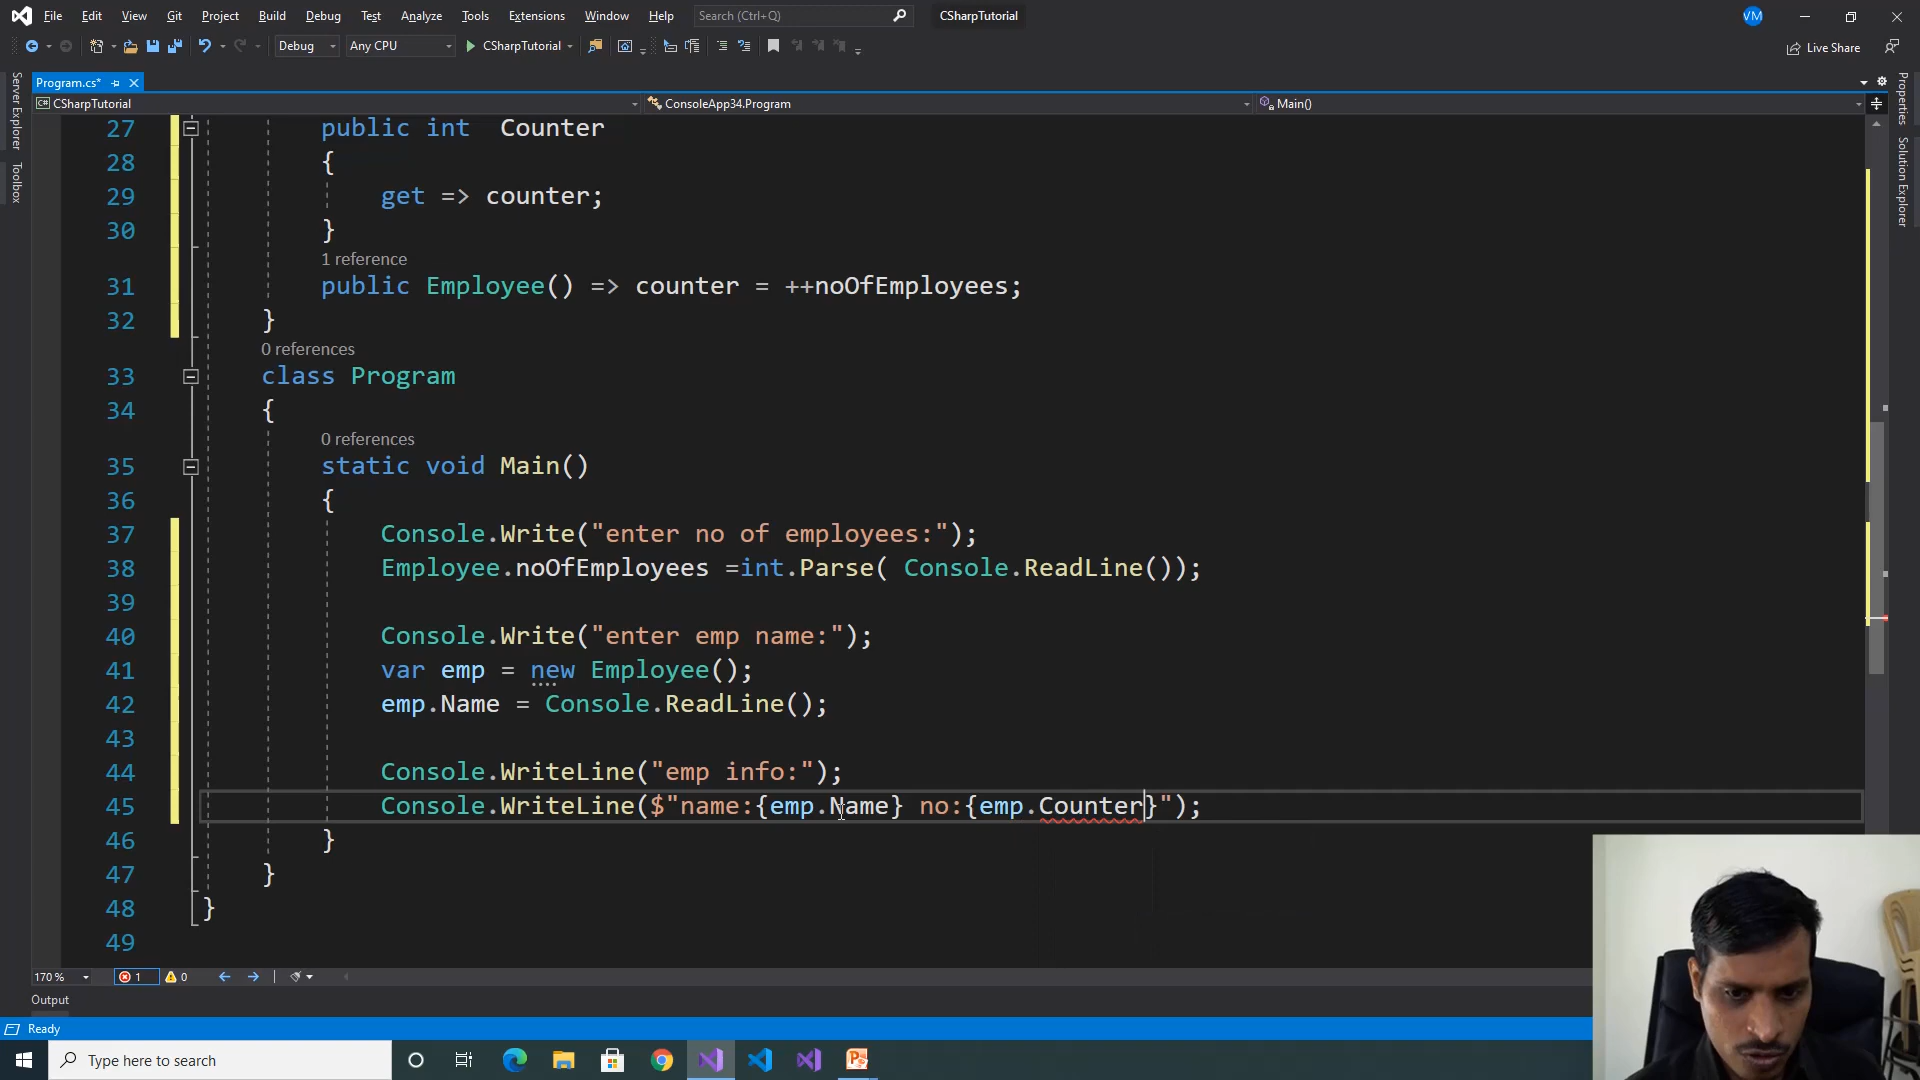 File Edit View Git Project Build Debug Test Analyze Tools Extensions Window Help Search (Ctrl+Q) CSharpTutorial VM
Debug Any CPU CSharpTutorial Live Share
Program.cs*
CSharpTutorial ConsoleApp34.Program Main()
Server Explorer
Toolbox
Properties
Solution Explorer
27 public int  Counter
28 {
29 get => counter;
30 }
1 reference
31 public Employee() => counter = ++noOfEmployees;
32 }
0 references
33 class Program
34 {
0 references
35 static void Main()
36 {
37 Console.Write("enter no of employees:");
38 Employee.noOfEmployees =int.Parse( Console.ReadLine());
39
40 Console.Write("enter emp name:");
41 var emp = new Employee();
42 emp.Name = Console.ReadLine();
43
44 Console.WriteLine("emp info:");
45 Console.WriteLine($"name:{emp.Name} no:{emp.Counter}");
46 }
47 }
48 }
49
170 % 1 0
Output
Ready
Type here to search